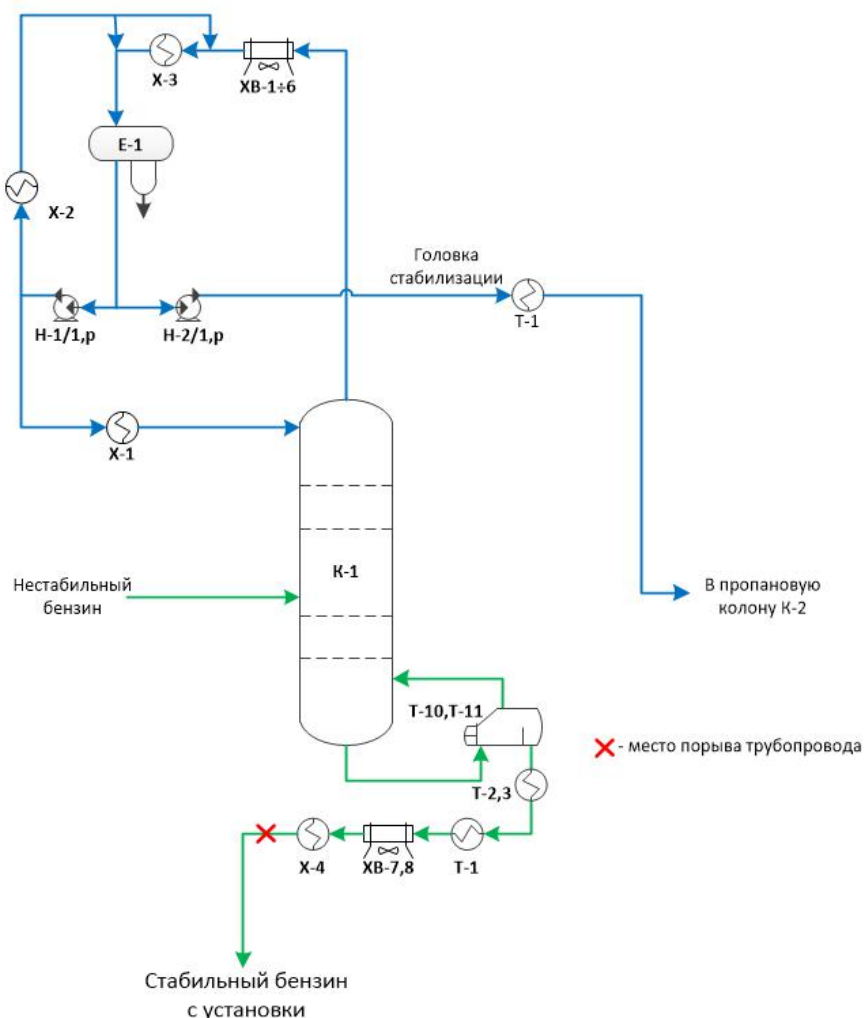 Х-3
ХВ-1÷6
Е-1
Х-2
Головка
стабилизации
Н-1/1,р
Н-2/1,р
Т-1
Х-1
К-1
Нестабильный
бензин
В пропановую
колону К-2
Т-10,Т-11
- место порыва трубопровода
Т-2,3
Х-4
ХВ-7,8
Т-1
Стабильный бензин
с установки